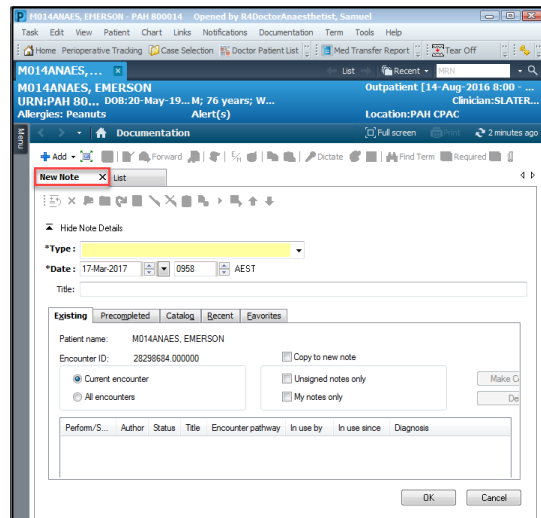 M014ANAES, EMERSON - PAH 800014 Opened by R4DoctorAnaesthetist, Samuel
Task Edit View Patient Chart Links Notifications Documentation Term Tools Help
Home Perioperative Tracking Case Selection Doctor Patient List Med Transfer Report Tear Off
M014ANAES,... List Recent MRN
M014ANAES, EMERSON Outpatient [14-Aug-2016 8:00 - ...
URN:PAH 80... DOB:20-May-19... M; 76 years; W... Clinician:SLATER...
Allergies: Peanuts Alert(s) Location:PAH CPAC
Menu
Documentation Full screen Print 2 minutes ago
Add Forward Dictate Find Term Required
New Note X List
Hide Note Details
*Type :
*Date : 17-Mar-2017 0958 AEST
Title:
Existing Precompleted Catalog Recent Favorites
Patient name: M014ANAES, EMERSON
Encounter ID: 28298684.000000 Copy to new note
Current encounter Unsigned notes only Make C
All encounters My notes only De
Perform/S... Author Status Title Encounter pathway In use by In use since Diagnosis
OK Cancel